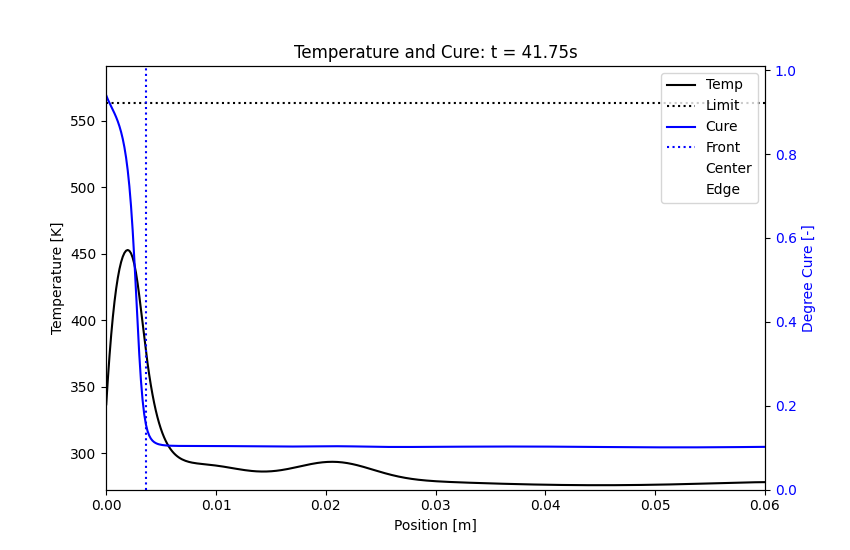 Temperature and Cure: t = 41.75s
Temp
Limit
Cure
Front
Center
Edge
550
500
450
400
350
300
Temperature [K]
1.0
0.8
0.6
0.4
0.2
0.0
Degree Cure [-]
0.00 0.01 0.02 0.03 0.04 0.05 0.06
Position [m]